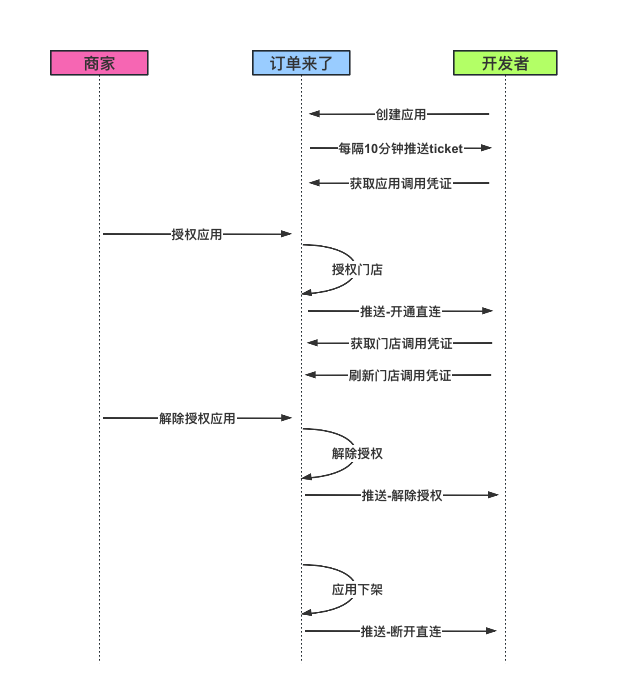 商家
订单来了
开发者
创建应用
每隔10分钟推送ticket
获取应用调用凭证
授权应用
授权门店
推送-开通直连
获取门店调用凭证
刷新门店调用凭证
解除授权应用
解除授权
推送-解除授权
应用下架
推送-断开直连